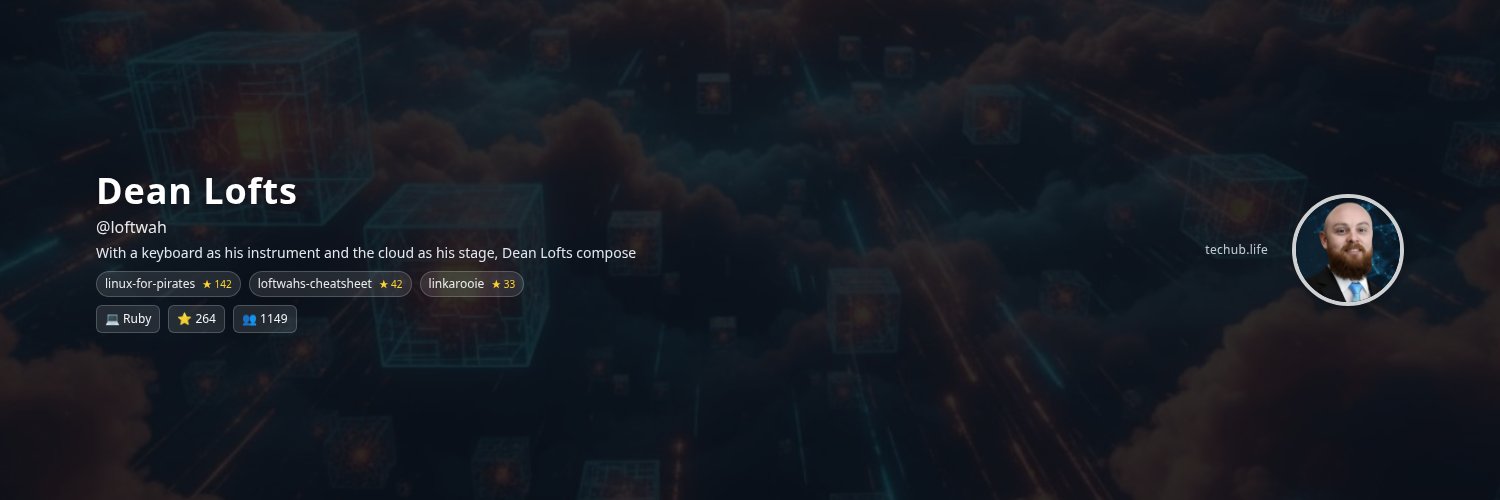 Dean Lofts
@loftwah
With a keyboard as his instrument and the cloud as his stage, Dean Lofts compose
linux-for-pirates ★ 142 loftwahs-cheatsheet ★ 42 linkarooie ★ 33
💻 Ruby ⭐ 264 👥 1149
techub.life